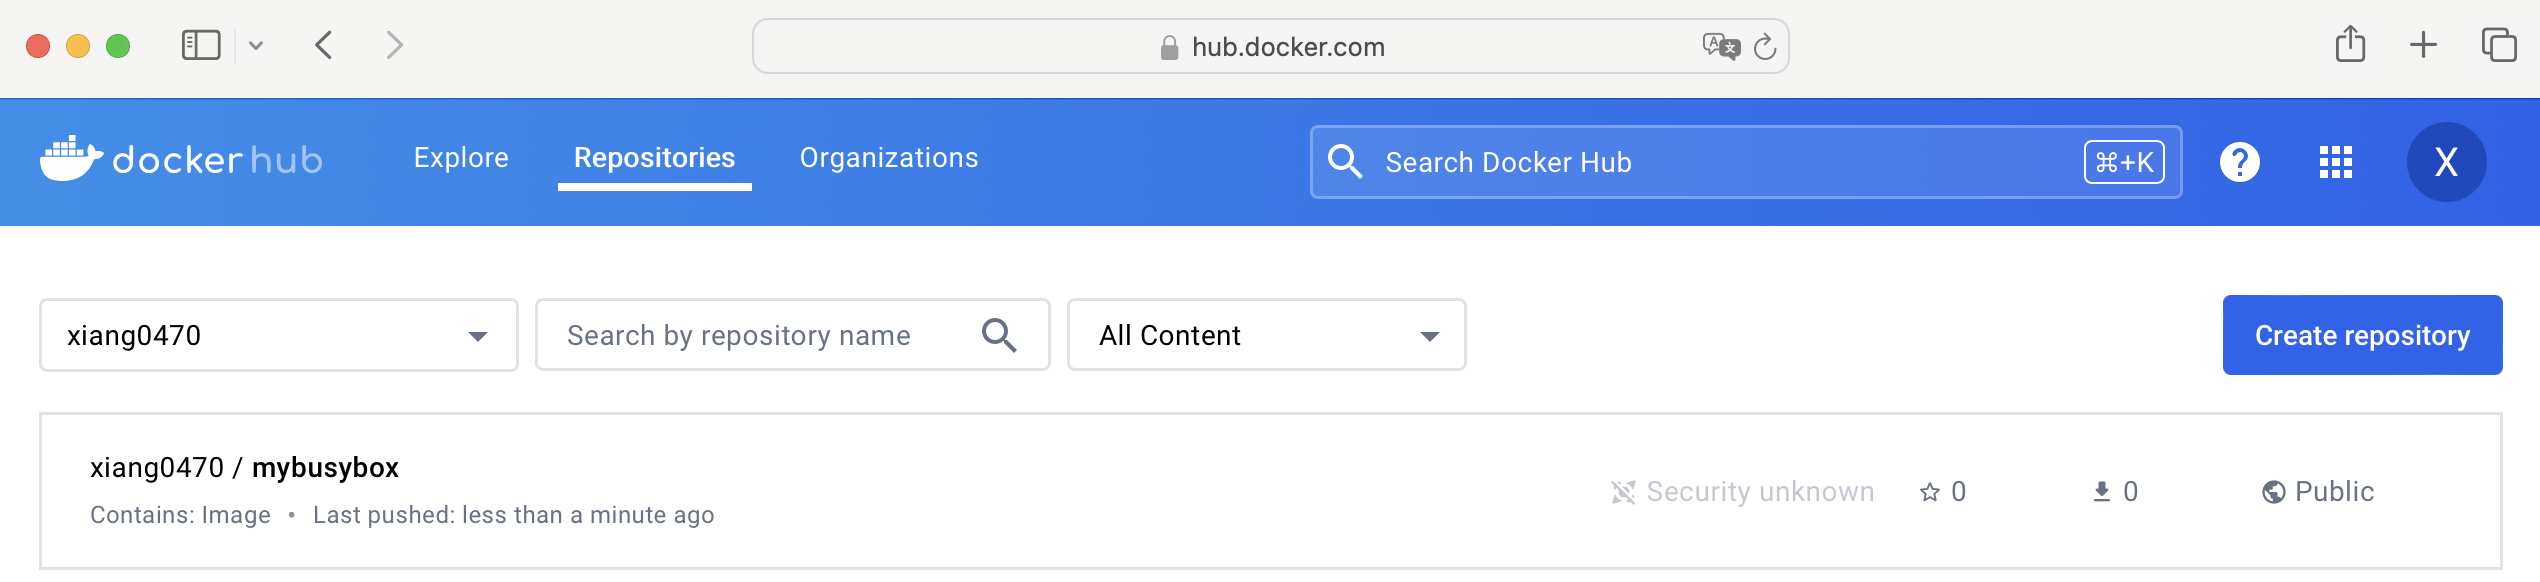 hub.docker.com
docker hub
Explore
Repositories
Organizations
Search Docker Hub
⌘+K
X
xiang0470
Search by repository name
All Content
Create repository
xiang0470 / mybusybox
Contains: Image • Last pushed: less than a minute ago
Security unknown
0
0
Public